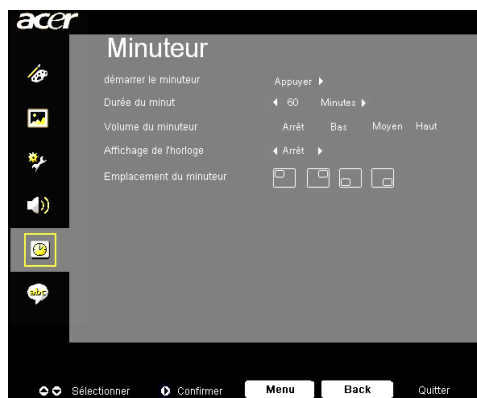 acer
Minuteur
démarrer le minuteur Appuyer
Durée du minut 60 Minutes
Volume du minuteur Arrêt Bas Moyen Haut
Affichage de l'horloge Arrêt
Emplacement du minuteur
abc
Sélectionner Confirmer Menu Back Quitter